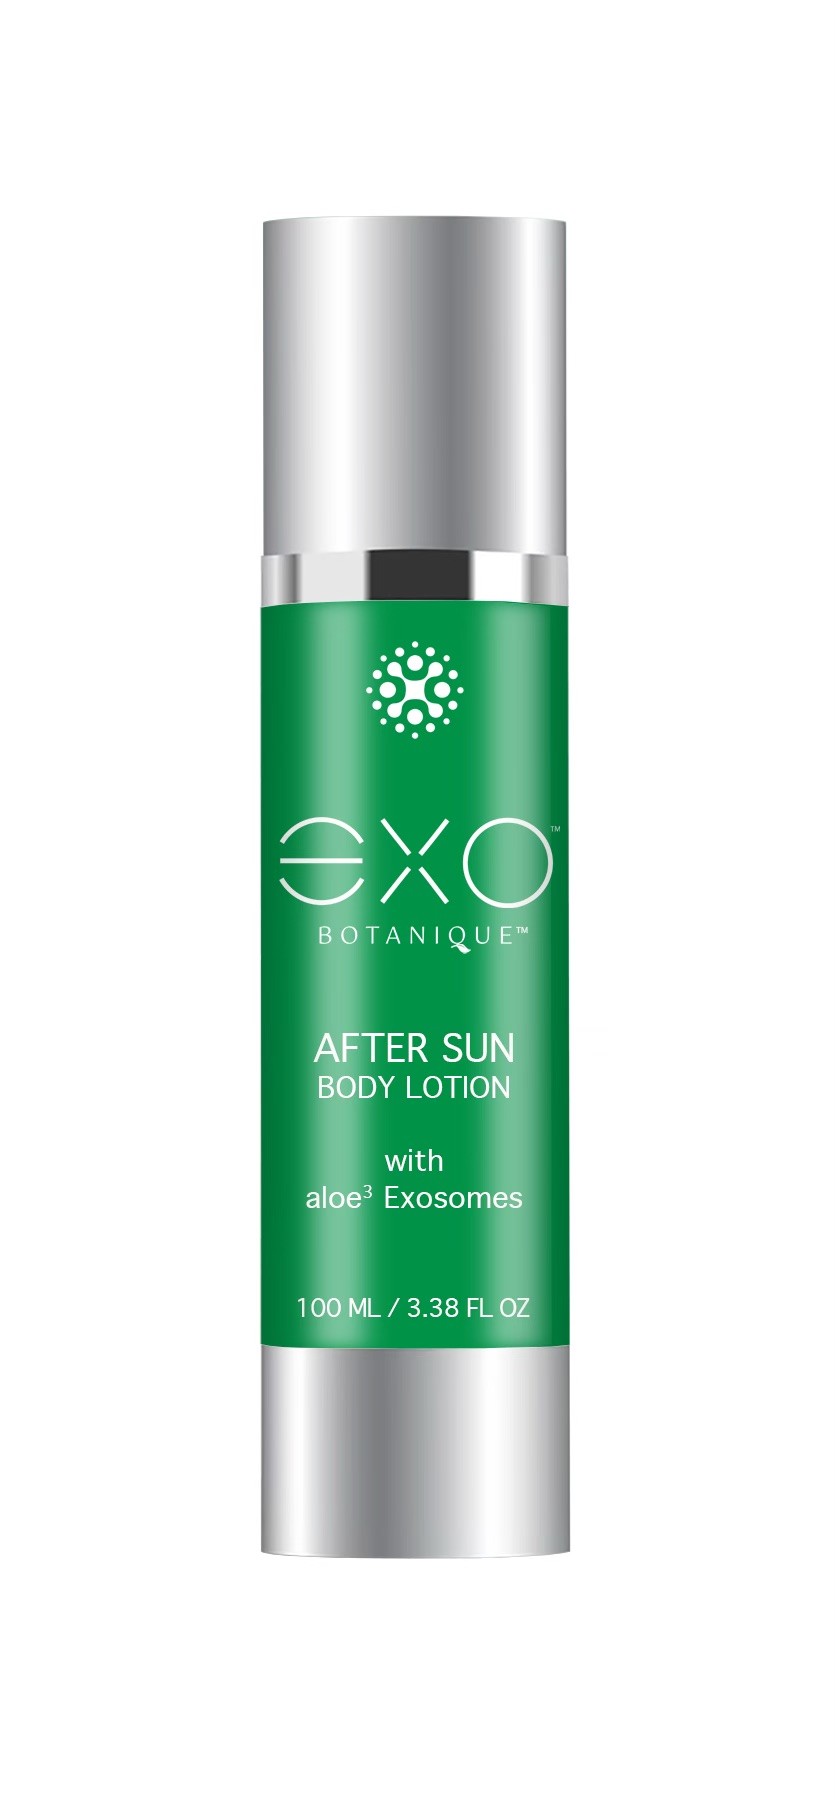 EXO™
BOTANIQUE™
AFTER SUN
BODY LOTION
with
aloe³ Exosomes
100 ML / 3.38 FL OZ